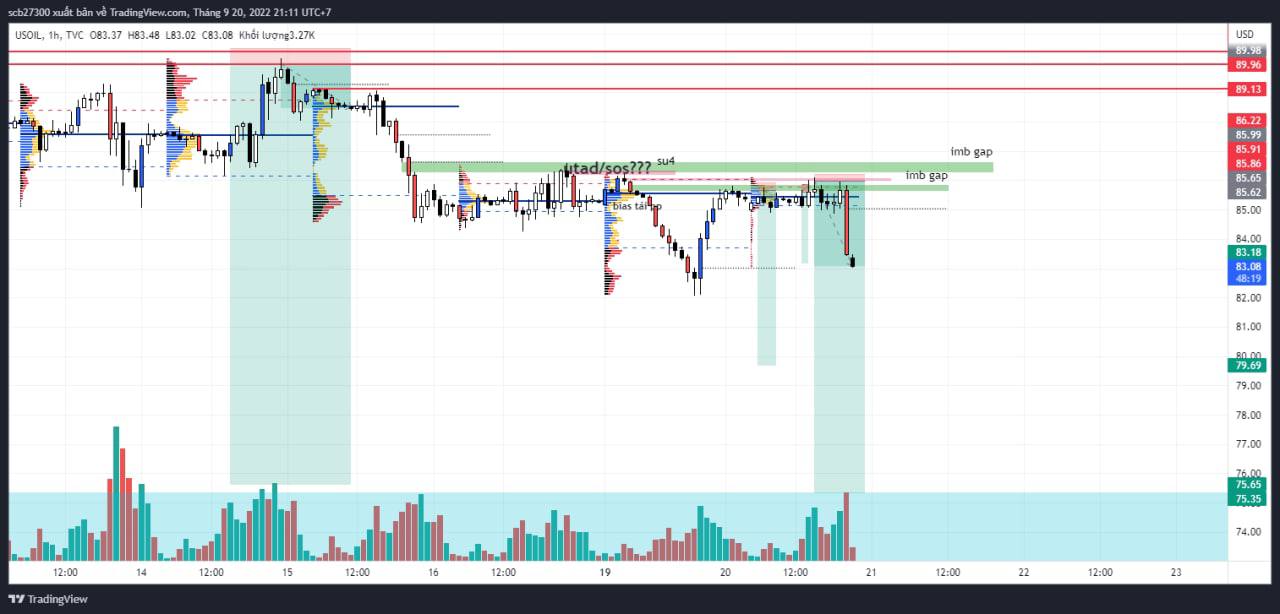 scb27300 xuất bản về TradingView.com, Tháng 9 20, 2022 21:11 UTC+7
USOIL, 1h, TVC O83.37 H83.48 L83.02 C83.08 Khối lượng3.27K
USD
89.98
89.96
89.13
86.22
85.99
85.91
85.86
85.65
85.62
85.00
84.00
83.18
83.08
48:19
82.00
81.00
80.00
79.69
79.00
78.00
77.00
76.00
75.65
75.35
74.00
imb gap
imb gap
utad/sos???
su4
bias tái
12:00 14 12:00 15 12:00 16 12:00 19 20 12:00 21 12:00 22 12:00 23
TradingView